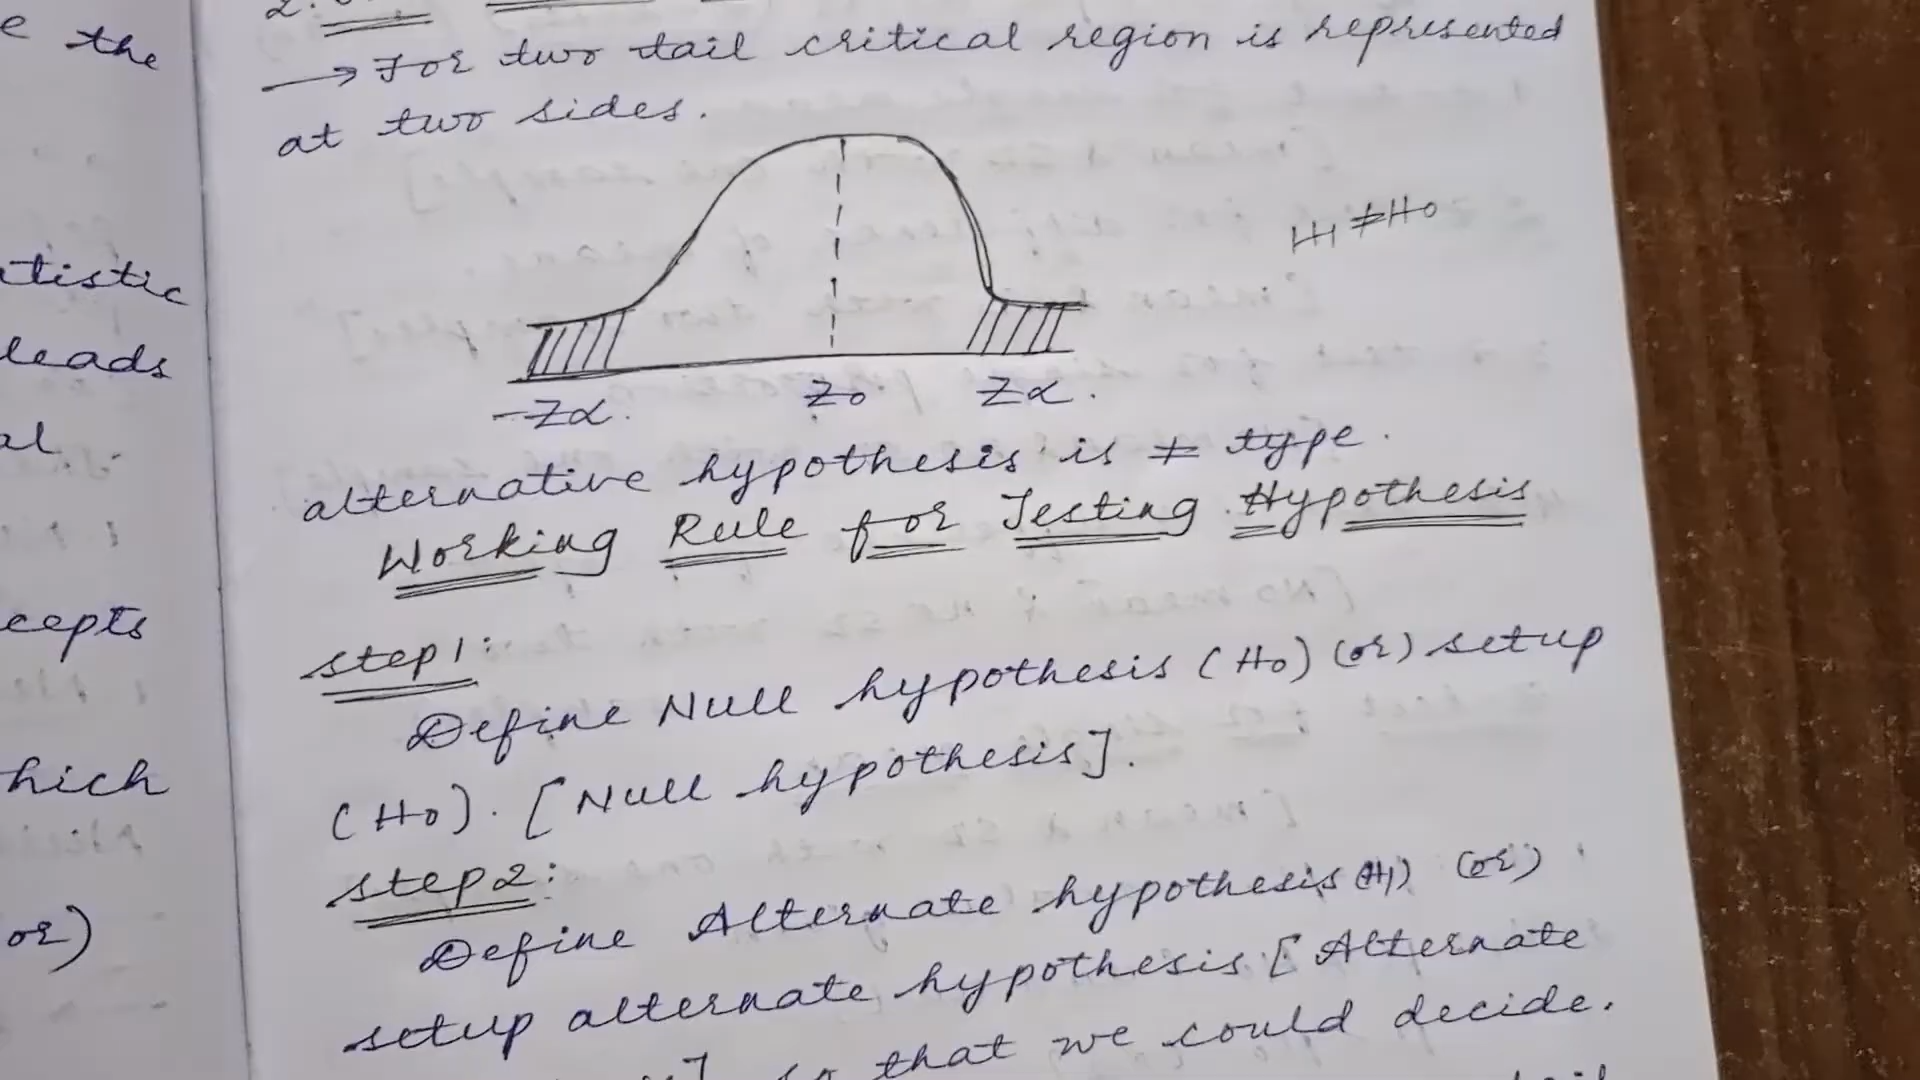 e the
atistic
leads
al
cepts
hich
or)
2.
→ For two tail critical region is represented
at two sides.
H1 ≠ H0
-Zα. Z0 Zα.
alternative hypothesis is ≠ type.
Working Rule for Testing Hypothesis
step1:
Define Null hypothesis (H0) (or) setup
(H0). [Null hypothesis].
step2:
Define Alternate hypothesis (H1) (or)
setup alternate hypothesis [Alternate
] so that we could decide.